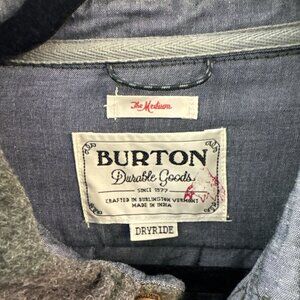 The Medium
BURTON
Durable Goods
SINCE 1977
CRAFTED IN BURLINGTON VERMONT
MADE IN INDIA
DRYRIDE